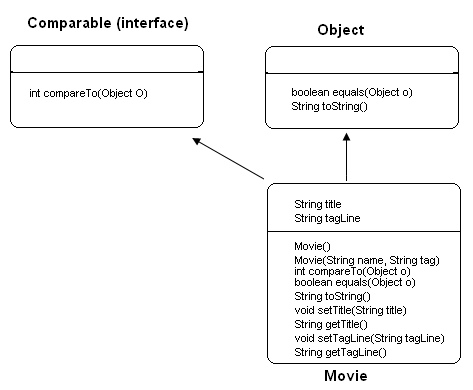 Comparable (interface)
int compareTo(Object O)
Object
boolean equals(Object o)
String toString()
String title
String tagLine
Movie()
Movie(String name, String tag)
int compareTo(Object o)
boolean equals(Object o)
String toString()
void setTitle(String title)
String getTitle()
void setTagLine(String tagLine)
String getTagLine()
Movie